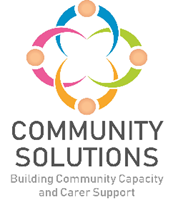 COMMUNITY
SOLUTIONS
Building Community Capacity
and Carer Support